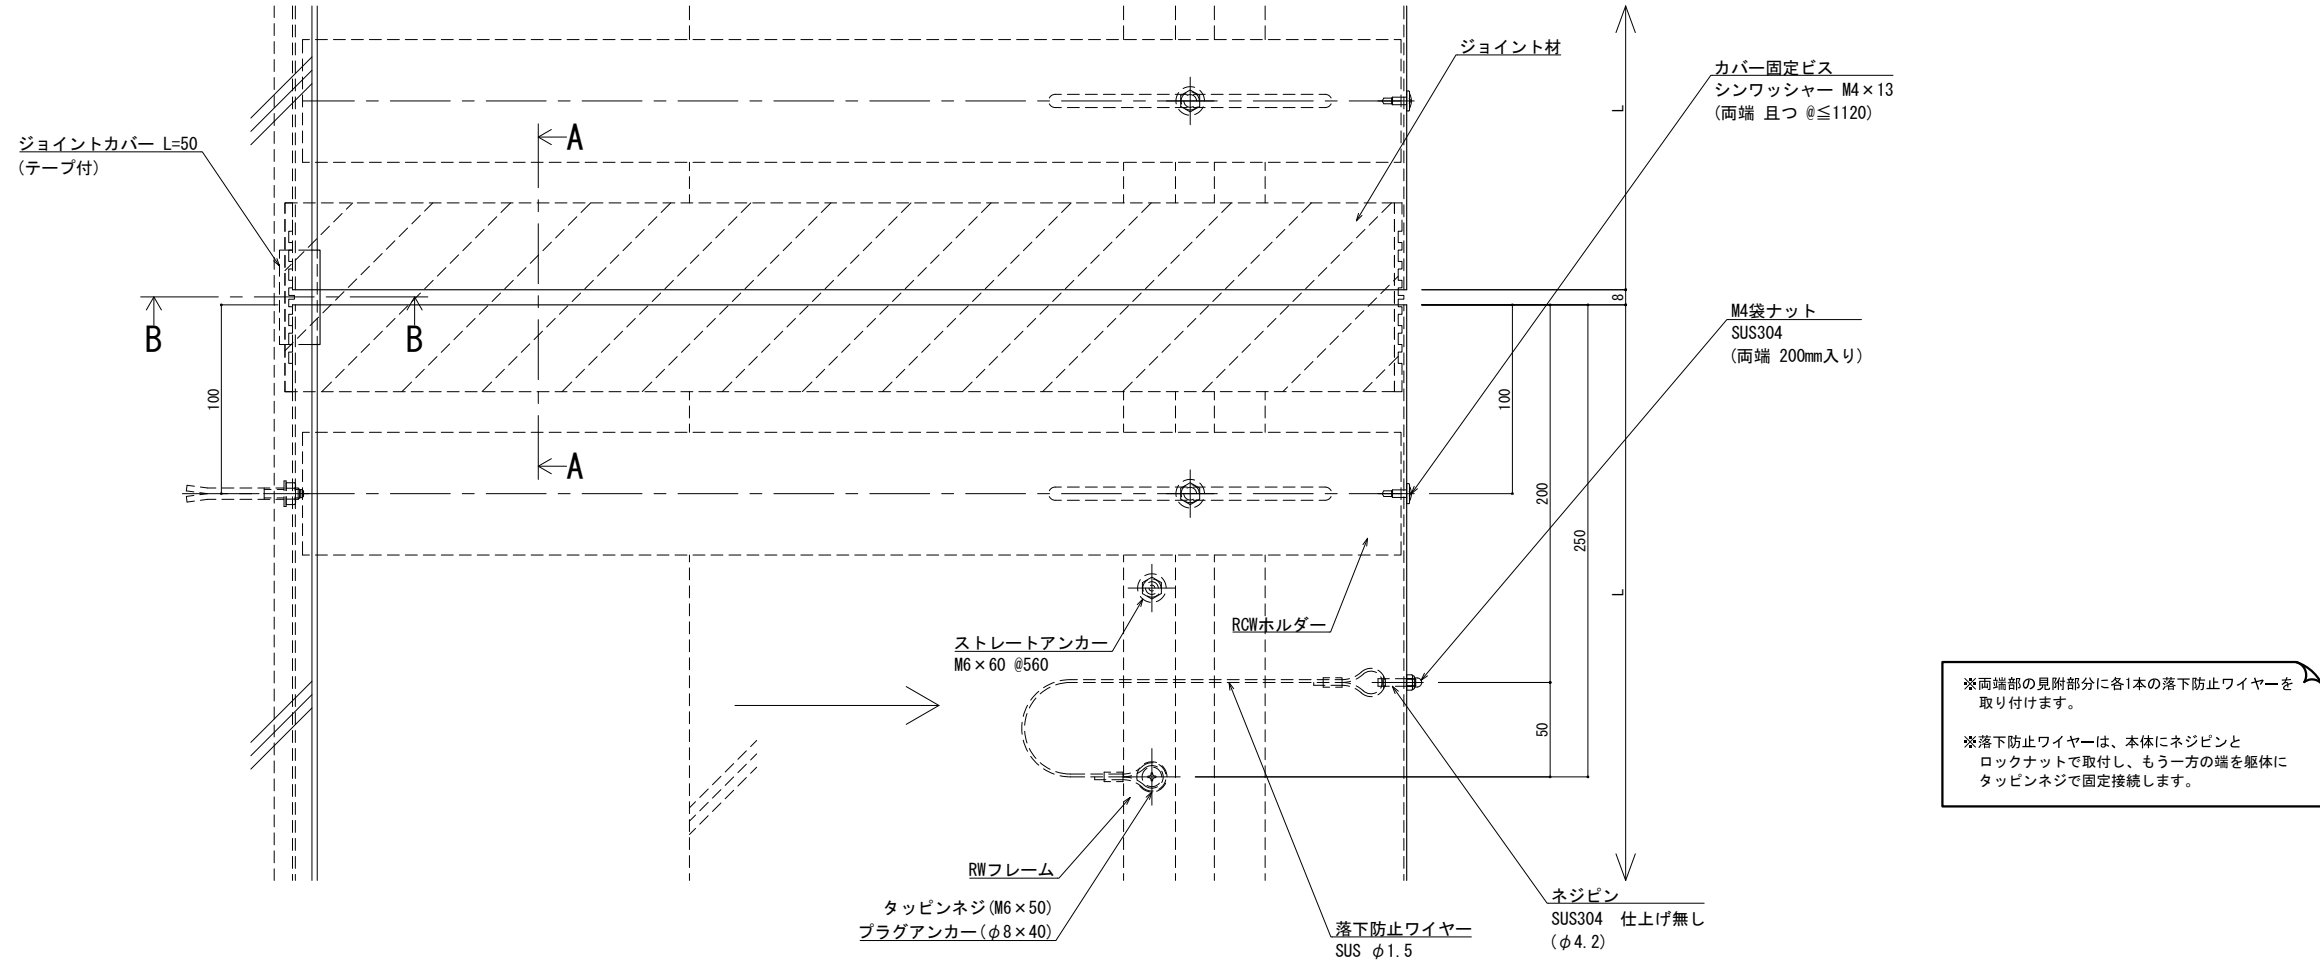 ジョイント材
カバー固定ビス
シンワッシャー M4×13
(両端 且つ @≦1120)
L
ジョイントカバー L=50
(テープ付)
A
B
B
8
M4袋ナット
SUS304
(両端 200mm入り)
100
100
A
200
250
L
RCWホルダー
ストレートアンカー
M6×60 @560
50
※両端部の見附部分に各1本の落下防止ワイヤーを
取り付けます。
※落下防止ワイヤーは、本体にネジピンと
ロックナットで取付し、もう一方の端を躯体に
タッピンネジで固定接続します。
RWフレーム
タッピンネジ(M6×50)
プラグアンカー(φ8×40)
落下防止ワイヤー
SUS φ1.5
ネジピン
SUS304 仕上げ無し
(φ4.2)